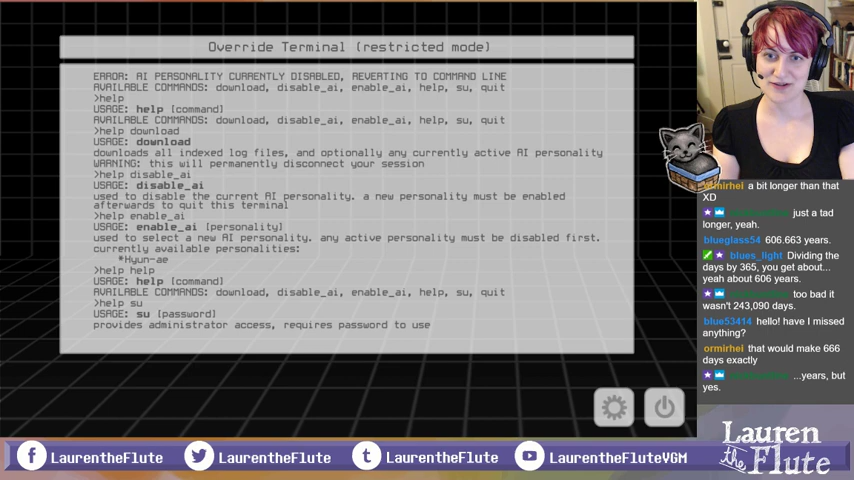 Override Terminal (restricted mode)
ERROR: AI PERSONALITY CURRENTLY DISABLED, REVERTING TO COMMAND LINE
AVAILABLE COMMANDS: download, disable_ai, enable_ai, help, su, quit
>help
USAGE: help [command]
AVAILABLE COMMANDS: download, disable_ai, enable_ai, help, su, quit
>help download
USAGE: download
downloads all indexed log files, and optionally any currently active AI personality
WARNING: this will permanently disconnect your session
>help disable_ai
USAGE: disable_ai
used to disable the current AI personality. a new personality must be enabled
afterwards to quit this terminal
>help enable_ai
USAGE: enable_ai [personality]
used to select a new AI personality. any active personality must be disabled first.
currently available personalities:
*Hyun-ae
>help help
USAGE: help [command]
AVAILABLE COMMANDS: download, disable_ai, enable_ai, help, su, quit
>help su
USAGE: su [password]
provides administrator access, requires password to use
ormirhei a bit longer than that
XD
just a tad
longer, yeah.
blueglass54 606.663 years.
blues_light Dividing the
days by 365, you get about...
yeah about 606 years.
too bad it
wasn't 243,090 days.
blue53414 hello! have I missed
anything?
ormirhei that would make 666
days exactly
...years, but
yes.
Lauren
the Flute
LaurentheFlute
LaurentheFlute
LaurentheFlute
LaurentheFluteVGM